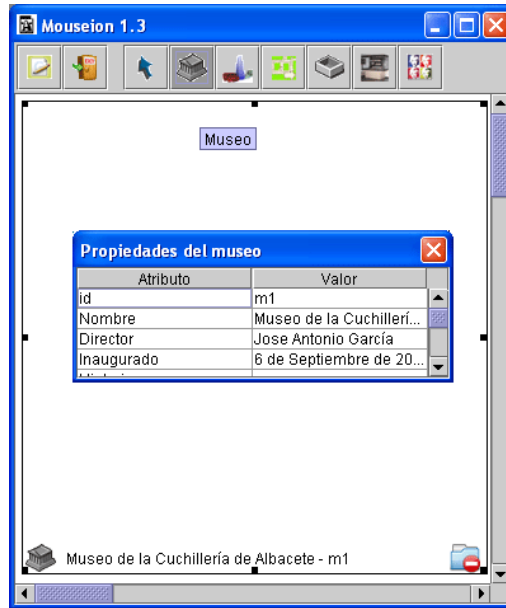 Mouseion 1.3
Museo
Propiedades del museo
Atributo Valor
id m1
Nombre Museo de la Cuchillerí...
Director Jose Antonio García
Inaugurado 6 de Septiembre de 20...
Museo de la Cuchillería de Albacete - m1